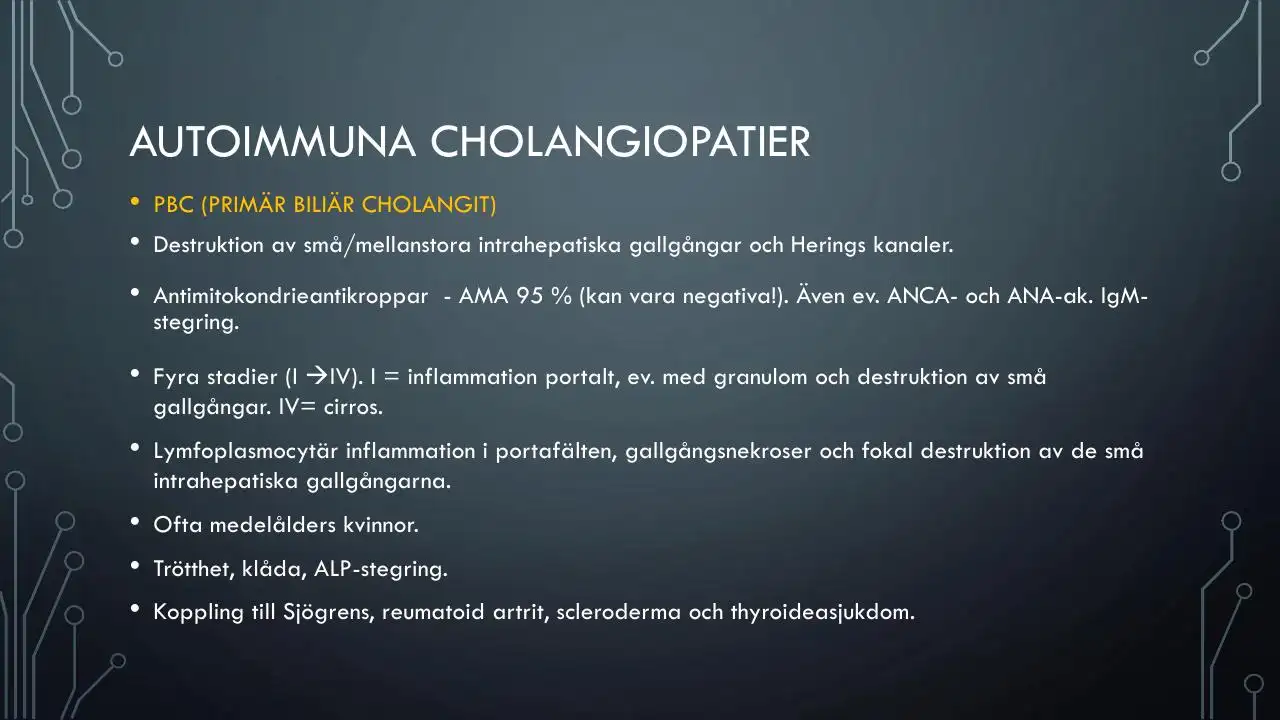 AUTOIMMUNA CHOLANGIOPATIER
• PBC (PRIMÄR BILIÄR CHOLANGIT)
• Destruktion av små/mellanstora intrahepatiska gallgångar och Herings kanaler.
• Antimitokondrieantikroppar - AMA 95 % (kan vara negativa!). Även ev. ANCA- och ANA-ak. IgM-
stegring.
• Fyra stadier (I →IV). I = inflammation portalt, ev. med granulom och destruktion av små
gallgångar. IV= cirros.
• Lymfoplasmocytär inflammation i portafälten, gallgångsnekroser och fokal destruktion av de små
intrahepatiska gallgångarna.
• Ofta medelålders kvinnor.
• Trötthet, klåda, ALP-stegring.
• Koppling till Sjögrens, reumatoid artrit, scleroderma och thyroideasjukdom.